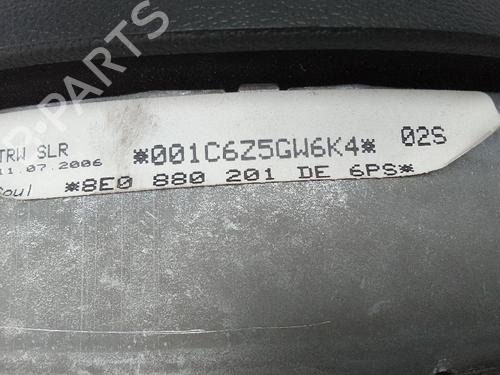 B-PARTS
TRW SLR
*001C6Z5GW6K4*
02S
11.07.2006
Soul
*8E0 880 201 DE 6PS*